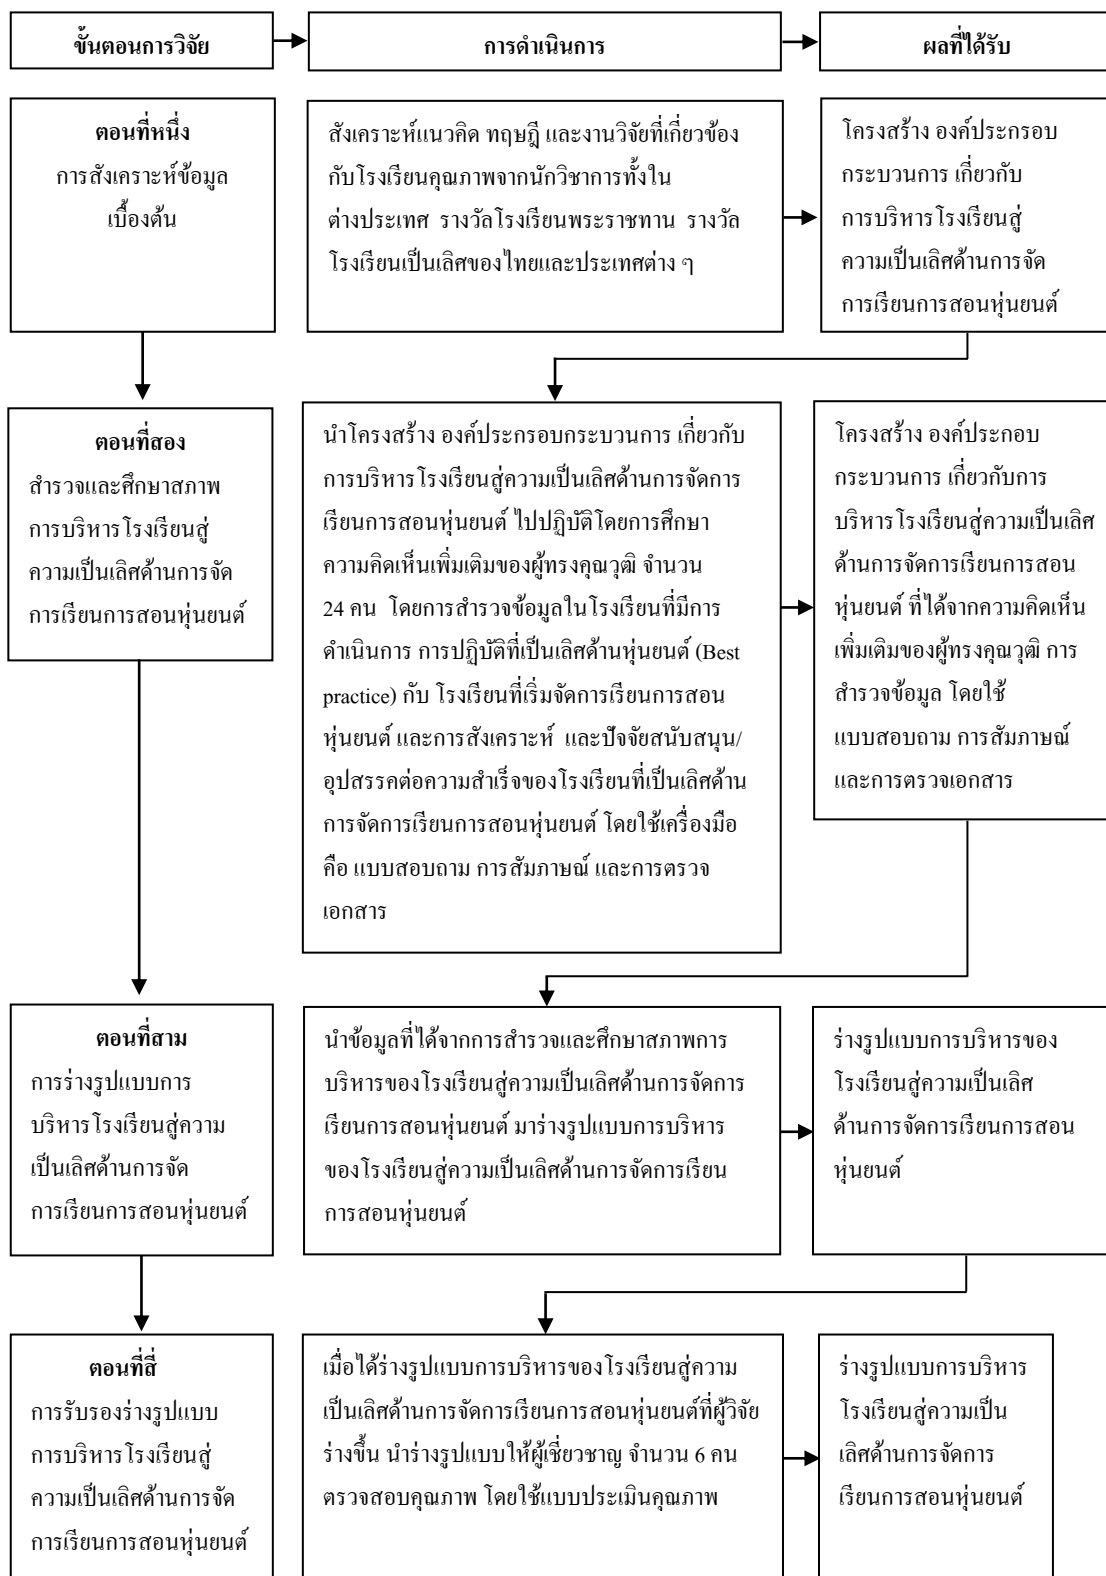 ขั้นตอนการวิจัย
การดำเนินการ
ผลที่ได้รับ
ตอนที่หนึ่ง
การสังเคราะห์ข้อมูล
เบื้องต้น
สังเคราะห์แนวคิด ทฤษฎี และงานวิจัยที่เกี่ยวข้อง
กับโรงเรียนคุณภาพจากนักวิชาการทั้งใน
ต่างประเทศ รางวัลโรงเรียนพระราชทาน รางวัล
โรงเรียนเป็นเลิศของไทยและประเทศต่าง ๆ
โครงสร้าง องค์ประกรอบ
กระบวนการ เกี่ยวกับ
การบริหารโรงเรียนสู่
ความเป็นเลิศด้านการจัด
การเรียนการสอนหุ่นยนต์
ตอนที่สอง
สำรวจและศึกษาสภาพ
การบริหารโรงเรียนสู่
ความเป็นเลิศด้านการจัด
การเรียนการสอนหุ่นยนต์
นำโครงสร้าง องค์ประกรอบกระบวนการ เกี่ยวกับ
การบริหารโรงเรียนสู่ความเป็นเลิศด้านการจัดการ
เรียนการสอนหุ่นยนต์ ไปปฏิบัติโดยการศึกษา
ความคิดเห็นเพิ่มเติมของผู้ทรงคุณวุฒิ จำนวน
24 คน โดยการสำรวจข้อมูลในโรงเรียนที่มีการ
ดำเนินการ การปฏิบัติที่เป็นเลิศด้านหุ่นยนต์ (Best
practice) กับ โรงเรียนที่เริ่มจัดการเรียนการสอน
หุ่นยนต์ และการสังเคราะห์ และปัจจัยสนับสนุน/
อุปสรรคต่อความสำเร็จของโรงเรียนที่เป็นเลิศด้าน
การจัดการเรียนการสอนหุ่นยนต์ โดยใช้เครื่องมือ
คือ แบบสอบถาม การสัมภาษณ์ และการตรวจ
เอกสาร
โครงสร้าง องค์ประกอบ
กระบวนการ เกี่ยวกับการ
บริหารโรงเรียนสู่ความเป็นเลิศ
ด้านการจัดการเรียนการสอน
หุ่นยนต์ ที่ได้จากความคิดเห็น
เพิ่มเติมของผู้ทรงคุณวุฒิ การ
สำรวจข้อมูล โดยใช้
แบบสอบถาม การสัมภาษณ์
และการตรวจเอกสาร
ตอนที่สาม
การร่างรูปแบบการ
บริหารโรงเรียนสู่ความ
เป็นเลิศด้านการจัด
การเรียนการสอนหุ่นยนต์
นำข้อมูลที่ได้จากการสำรวจและศึกษาสภาพการ
บริหารของโรงเรียนสู่ความเป็นเลิศด้านการจัดการ
เรียนการสอนหุ่นยนต์ มาร่างรูปแบบการบริหาร
ของโรงเรียนสู่ความเป็นเลิศด้านการจัดการเรียน
การสอนหุ่นยนต์
ร่างรูปแบบการบริหารของ
โรงเรียนสู่ความเป็นเลิศ
ด้านการจัดการเรียนการสอน
หุ่นยนต์
ตอนที่สี่
การรับรองร่างรูปแบบ
การบริหารโรงเรียนสู่
ความเป็นเลิศด้านการจัด
การเรียนการสอนหุ่นยนต์
เมื่อได้ร่างรูปแบบการบริหารของโรงเรียนสู่ความ
เป็นเลิศด้านการจัดการเรียนการสอนหุ่นยนต์ที่ผู้วิจัย
ร่างขึ้น นำร่างรูปแบบให้ผู้เชี่ยวชาญ จำนวน 6 คน
ตรวจสอบคุณภาพ โดยใช้แบบประเมินคุณภาพ
ร่างรูปแบบการบริหาร
โรงเรียนสู่ความเป็น
เลิศด้านการจัดการ
เรียนการสอนหุ่นยนต์